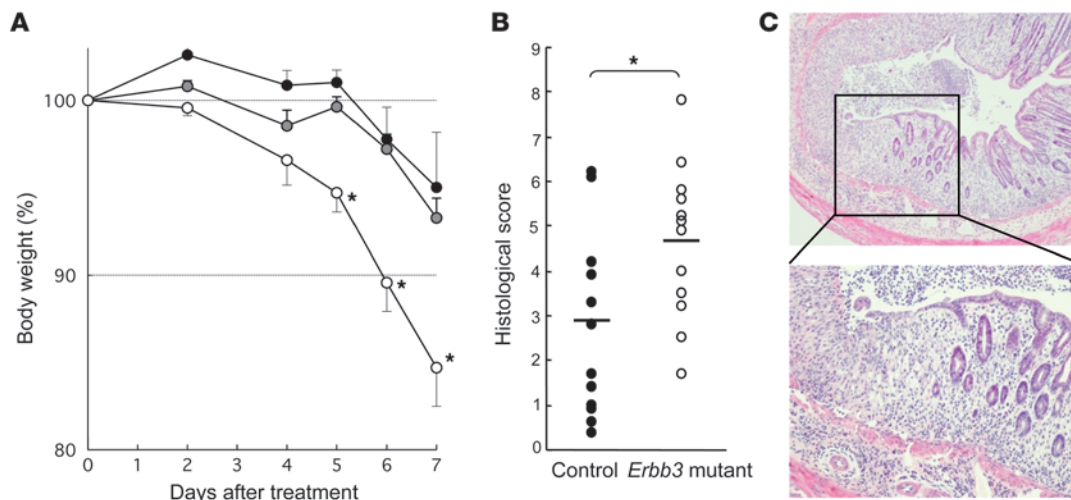 A
Body weight (%)
100
90
80
0 1 2 3 4 5 6 7
Days after treatment
*
*
*
B
Histological score
9
8
7
6
5
4
3
2
1
0
*
Control Erbb3 mutant
C